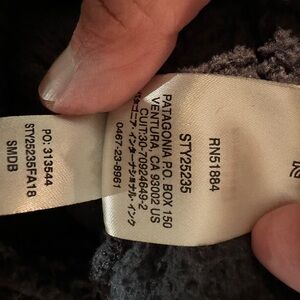 RN51884
STY25235
PATAGONIA P.O. BOX 150
VENTURA, CA 93002 US
CUIT:30-70924649-2
パタゴニア・インターナショナル・インク
0467-23-8961
PO: 313544
STY25235FA18
SMDB